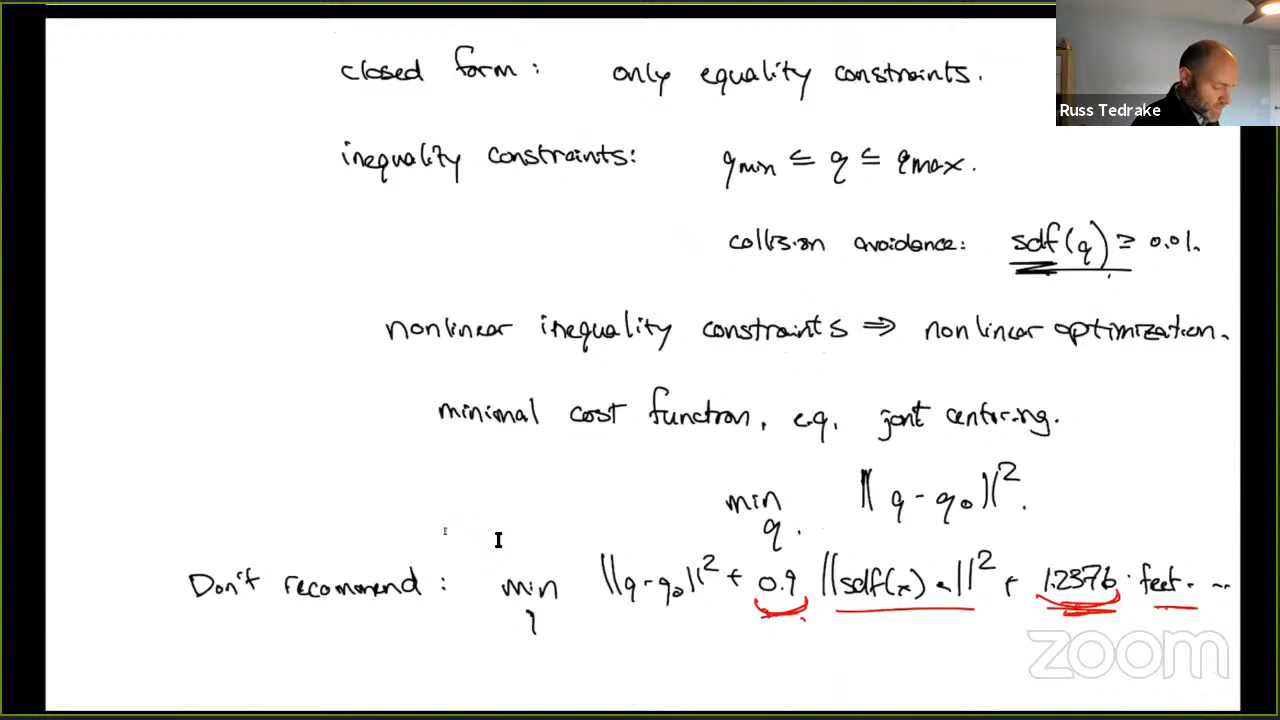 closed form: only equality constraints.
Russ Tedrake
inequality constraints: qmin ≤ q ≤ qmax.
collision avoidance: sdf(q) ≥ 0.01.
nonlinear inequality constraints ⇒ nonlinear optimization.
minimal cost function, e.g. joint centering.
min ||q - q0||².
q.
Don't recommend: min ||q-q0||² + 0.9 ||sdf(x) - ||² + 1.2376 · feet. ...
q
zoom